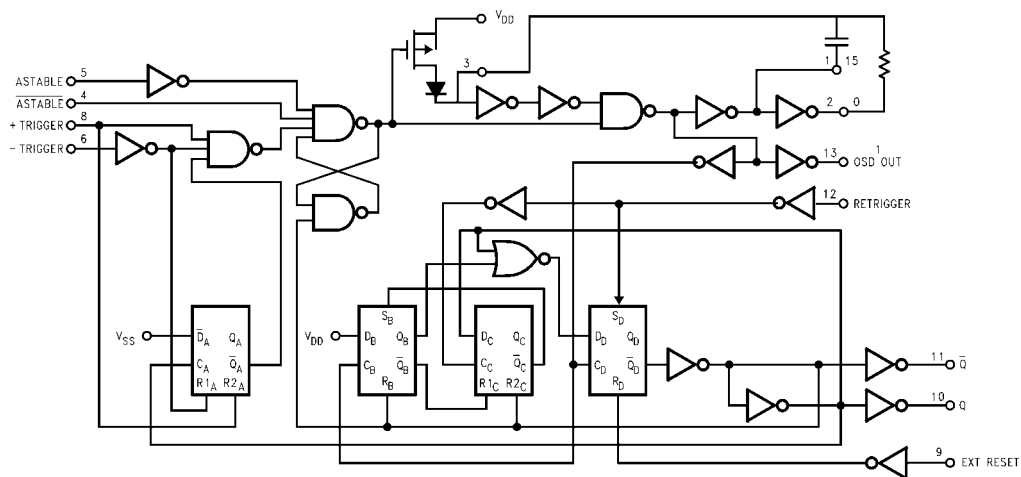 V_DD
3
1 15
ASTABLE 5
A̅S̅T̅A̅B̅L̅E̅ 4
+ TRIGGER 8
− TRIGGER 6
2 0
13 1
OSD OUT
12 RETRIGGER
V_SS
D̅_A Q_A
C_A Q̅_A
R1_A R2_A
V_DD
S_B
D_B Q_B
C_B Q̅_B
R_B
D_C Q_C
C_C Q̅_C
R1_C R2_C
S_D
D_D Q_D
C_D Q̅_D
R_D
11 Q̅
10 Q
9 EXT RESET